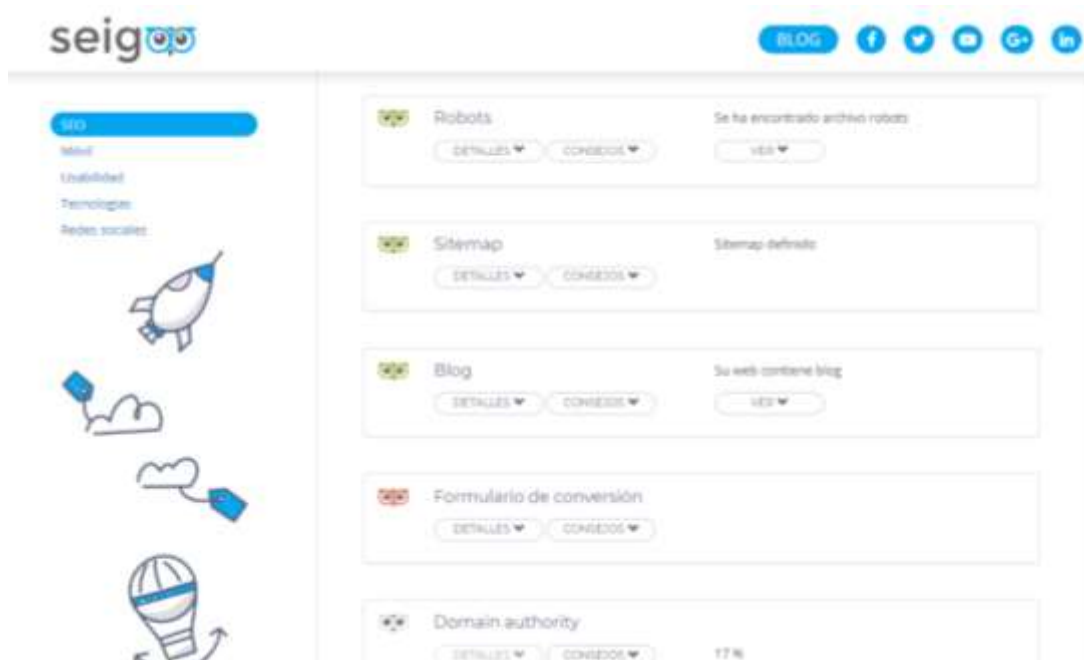 seigoo
BLOG
SEO
Móvil
Usabilidad
Tecnologías
Redes sociales
Robots
Se ha encontrado archivo robots
DETALLES CONSEJOS VER
Sitemap
Sitemap definido
DETALLES CONSEJOS
Blog
Su web contiene blog
DETALLES CONSEJOS VER
Formulario de conversión
DETALLES CONSEJOS
Domain authority
DETALLES CONSEJOS 17 %